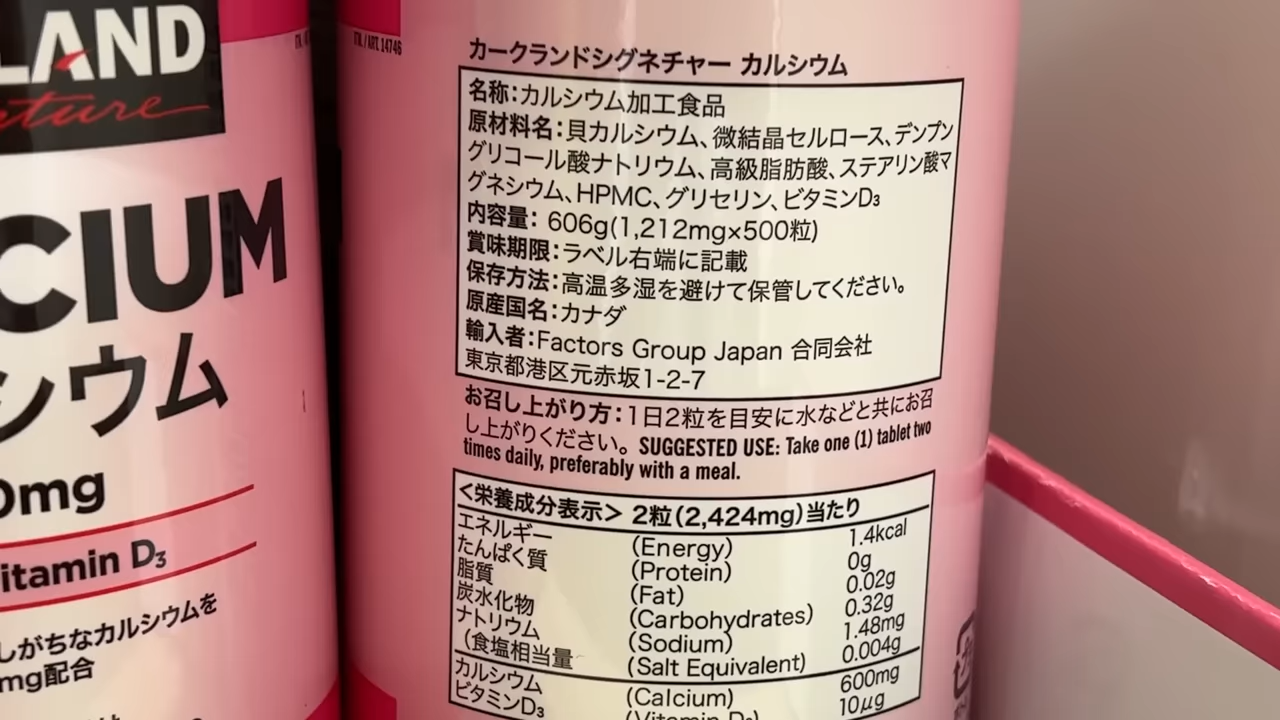 LAND
ature
CIUM
シウム
0mg
itamin D₃
しがちなカルシウムを
mg配合
ITM. / ART. 14746
カークランドシグネチャー カルシウム
名称:カルシウム加工食品
原材料名:貝カルシウム、微結晶セルロース、デンプン
グリコール酸ナトリウム、高級脂肪酸、ステアリン酸マ
グネシウム、HPMC、グリセリン、ビタミンD₃
内容量: 606g(1,212mg×500粒)
賞味期限:ラベル右端に記載
保存方法:高温多湿を避けて保管してください。
原産国名:カナダ
輸入者:Factors Group Japan 合同会社
東京都港区元赤坂1-2-7
お召し上がり方:1日2粒を目安に水などと共にお召
し上がりください。SUGGESTED USE: Take one (1) tablet two
times daily, preferably with a meal.
<栄養成分表示> 2粒(2,424mg)当たり
エネルギー (Energy) 1.4kcal
たんぱく質 (Protein) 0g
脂質 (Fat) 0.02g
炭水化物 (Carbohydrates) 0.32g
ナトリウム (Sodium) 1.48mg
(食塩相当量 (Salt Equivalent) 0.004g
カルシウム (Calcium) 600mg
ビタミンD₃ (Vitamin D₃) 10μg